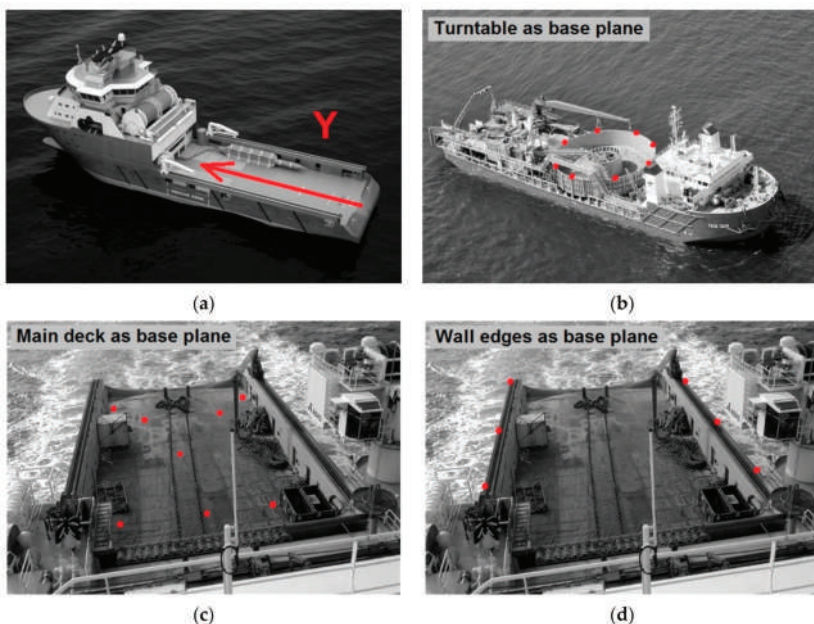 Y
Turntable as base plane
(a)
(b)
Main deck as base plane
Wall edges as base plane
(c)
(d)